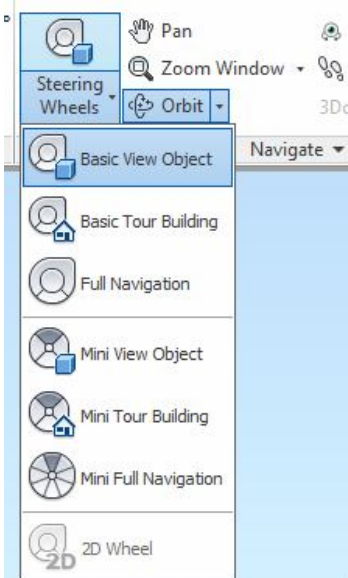 Pan
Zoom Window
Steering
Wheels
Orbit
Navigate
Basic View Object
Basic Tour Building
Full Navigation
Mini View Object
Mini Tour Building
Mini Full Navigation
2D
2D Wheel